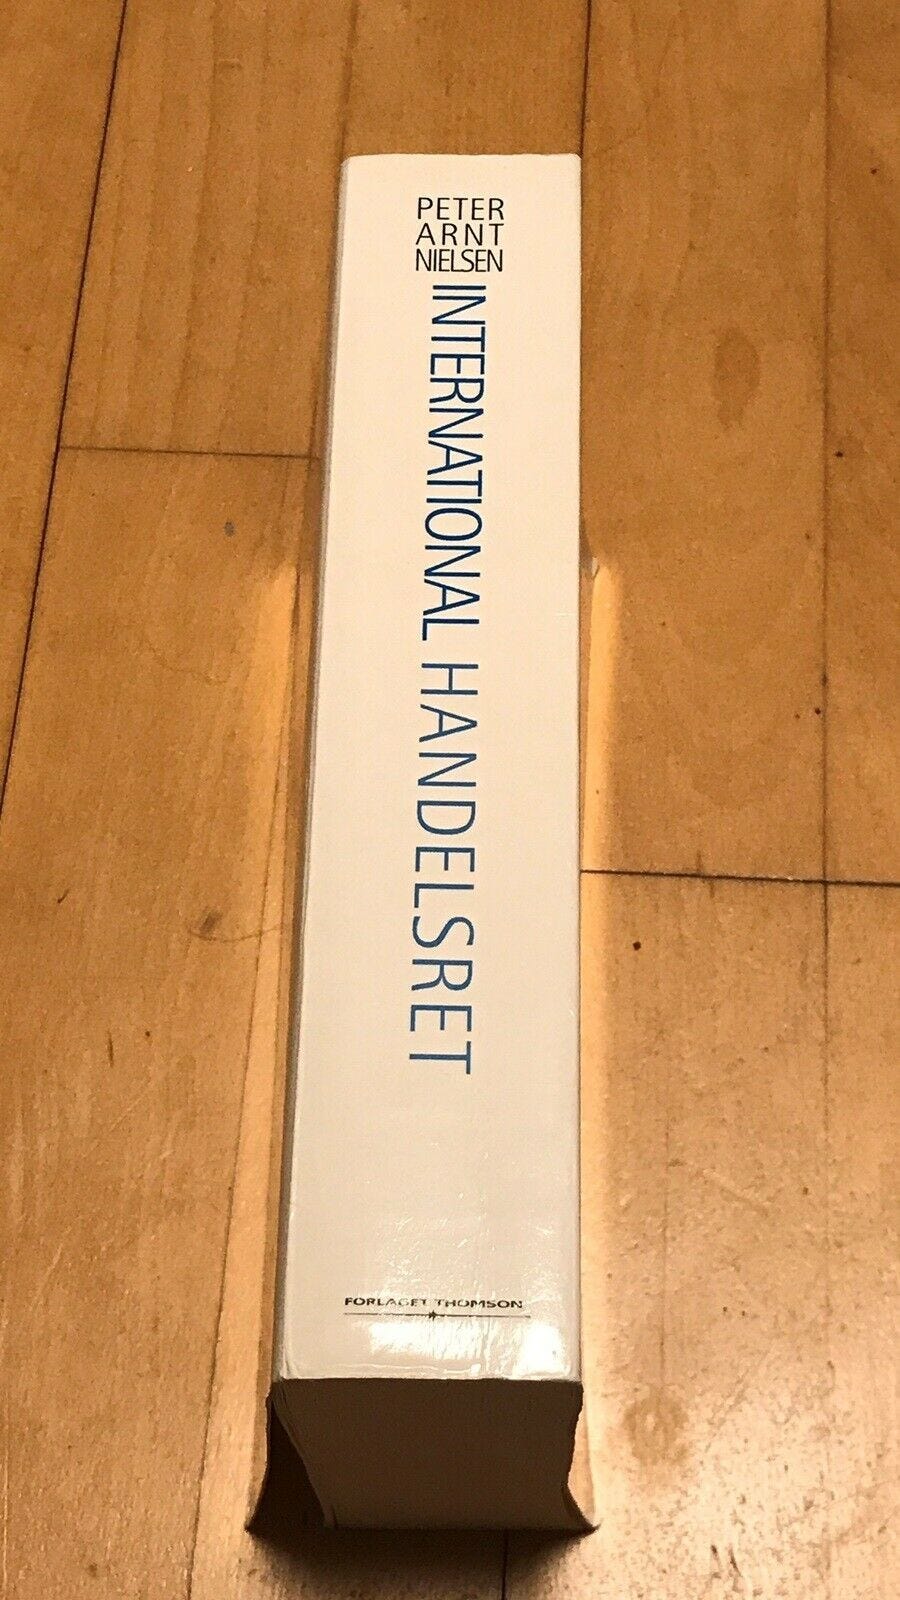 PETER
ARNT
NIELSEN
INTERNATIONAL HANDELSRET
FORLAGET THOMSON